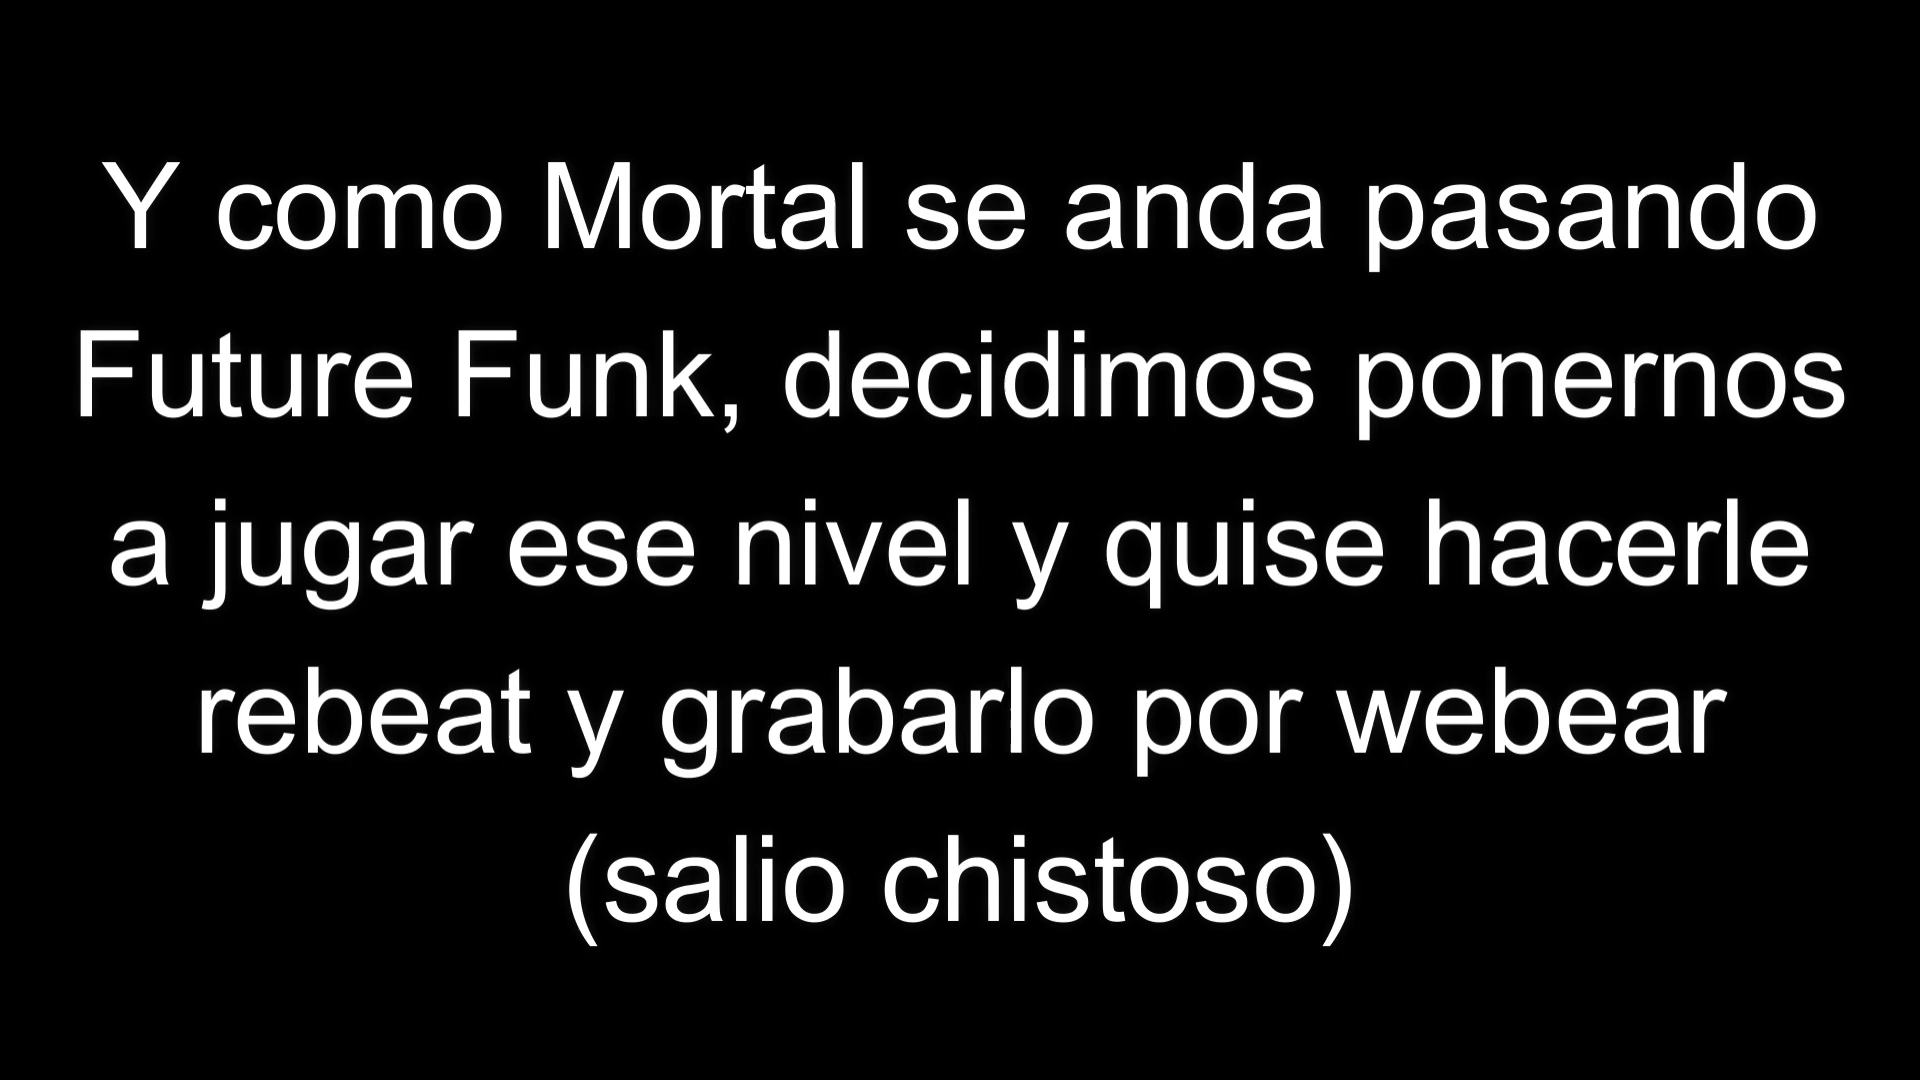 Y como Mortal se anda pasando
Future Funk, decidimos ponernos
a jugar ese nivel y quise hacerle
rebeat y grabarlo por webear
(salio chistoso)